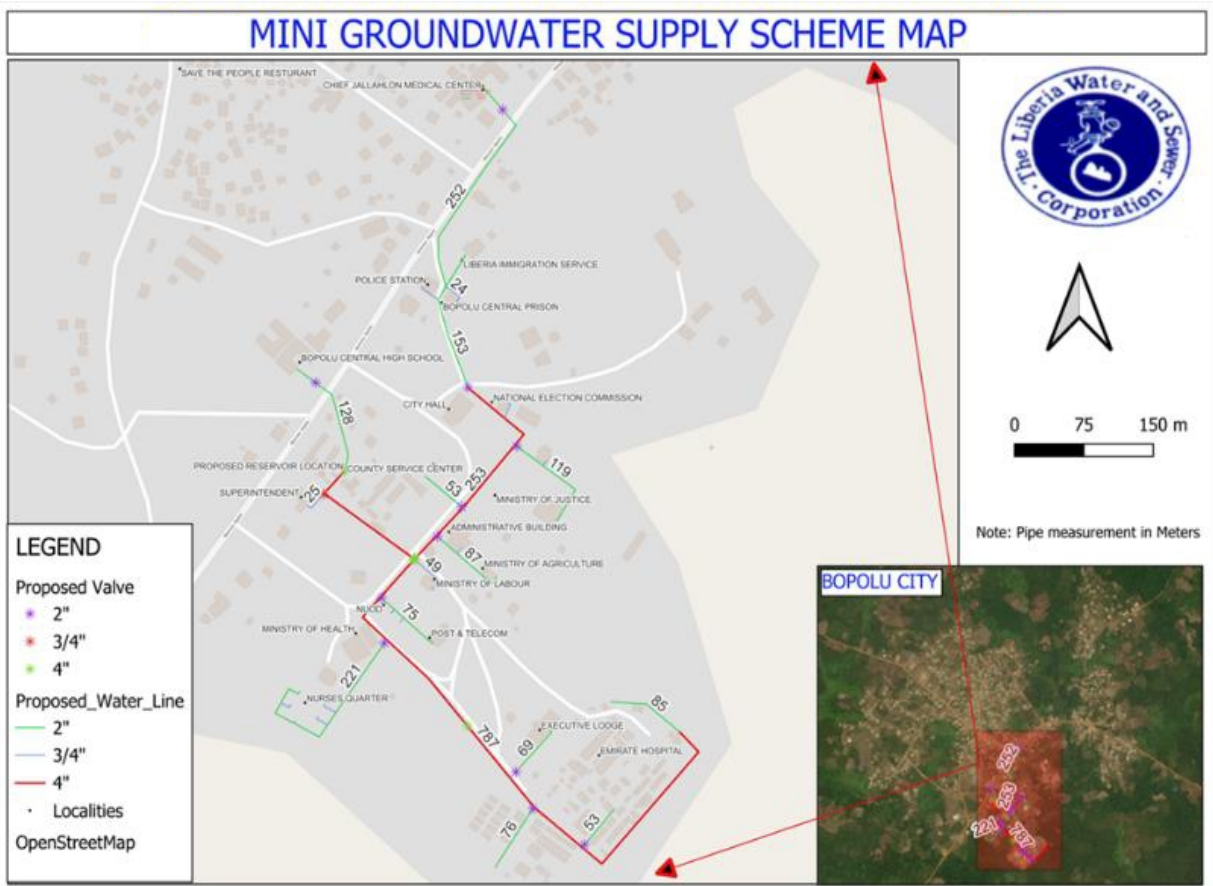 MINI GROUNDWATER SUPPLY SCHEME MAP
SAVE THE PEOPLE RESTURANT
CHIEF JALLAHLON MEDICAL CENTER
252
LIBERIA IMMIGRATION SERVICE
POLICE STATION
24
BOPOLU CENTRAL PRISON
153
BOPOLU CENTRAL HIGH SCHOOL
NATIONAL ELECTION COMMISSION
CITY HALL
128
PROPOSED RESERVOIR LOCATION
COUNTY SERVICE CENTER
119
SUPERINTENDENT
25
53
253
MINISTRY OF JUSTICE
ADMINISTRATIVE BUILDING
87
MINISTRY OF AGRICULTURE
49
MINISTRY OF LABOUR
NUOD
75
MINISTRY OF HEALTH
POST & TELECOM
221
NURSES QUARTER
787
85
EXECUTIVE LODGE
69
EMIRATE HOSPITAL
76
53
LEGEND
Proposed Valve
2"
3/4"
4"
Proposed_Water_Line
2"
3/4"
4"
Localities
OpenStreetMap
The Liberia Water and Sewer
Corporation
0 75 150 m
Note: Pipe measurement in Meters
BOPOLU CITY
252
253
221
787